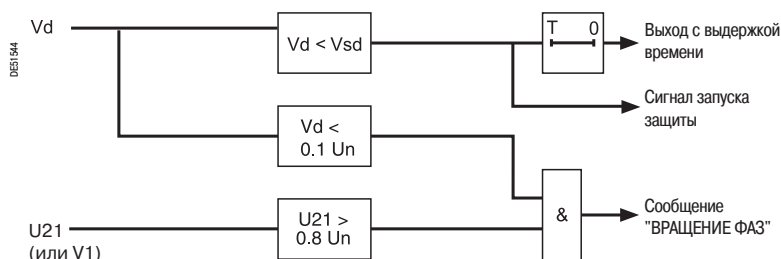 Vd
DE51544
Vd < Vsd
T 0
Выход с выдержкой
времени
Сигнал запуска
защиты
Vd <
0.1 Un
U21
(или V1)
U21 >
0.8 Un
&
Сообщение
"ВРАЩЕНИЕ ФАЗ"